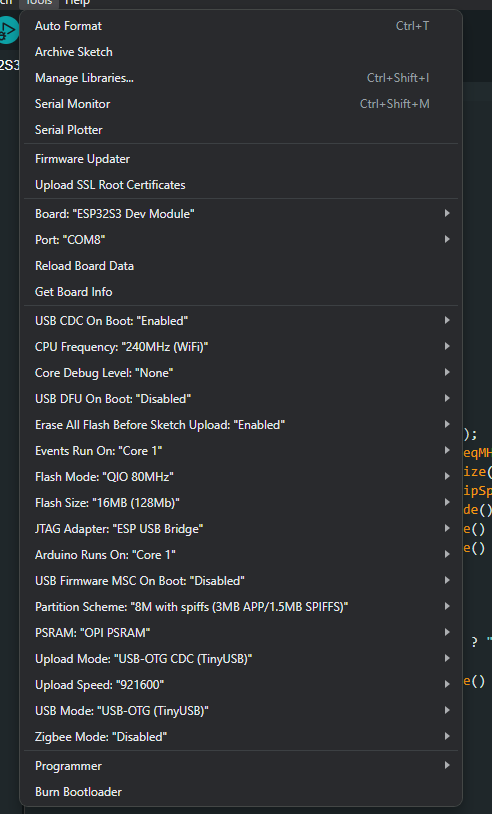 Tools Help
Auto Format Ctrl+T
2S3
Archive Sketch
Manage Libraries... Ctrl+Shift+I
Serial Monitor Ctrl+Shift+M
Serial Plotter
Firmware Updater
Upload SSL Root Certificates
Board: "ESP32S3 Dev Module"
Port: "COM8"
Reload Board Data
Get Board Info
USB CDC On Boot: "Enabled"
CPU Frequency: "240MHz (WiFi)"
Core Debug Level: "None"
USB DFU On Boot: "Disabled"
Erase All Flash Before Sketch Upload: "Enabled"
);
Events Run On: "Core 1"
eqMH
Flash Mode: "QIO 80MHz"
ize(
Flash Size: "16MB (128Mb)"
ipSp
de()
JTAG Adapter: "ESP USB Bridge"
e()
Arduino Runs On: "Core 1"
e()
USB Firmware MSC On Boot: "Disabled"
Partition Scheme: "8M with spiffs (3MB APP/1.5MB SPIFFS)"
PSRAM: "OPI PSRAM"
? "
Upload Mode: "USB-OTG CDC (TinyUSB)"
Upload Speed: "921600"
e()
USB Mode: "USB-OTG (TinyUSB)"
Zigbee Mode: "Disabled"
Programmer
Burn Bootloader